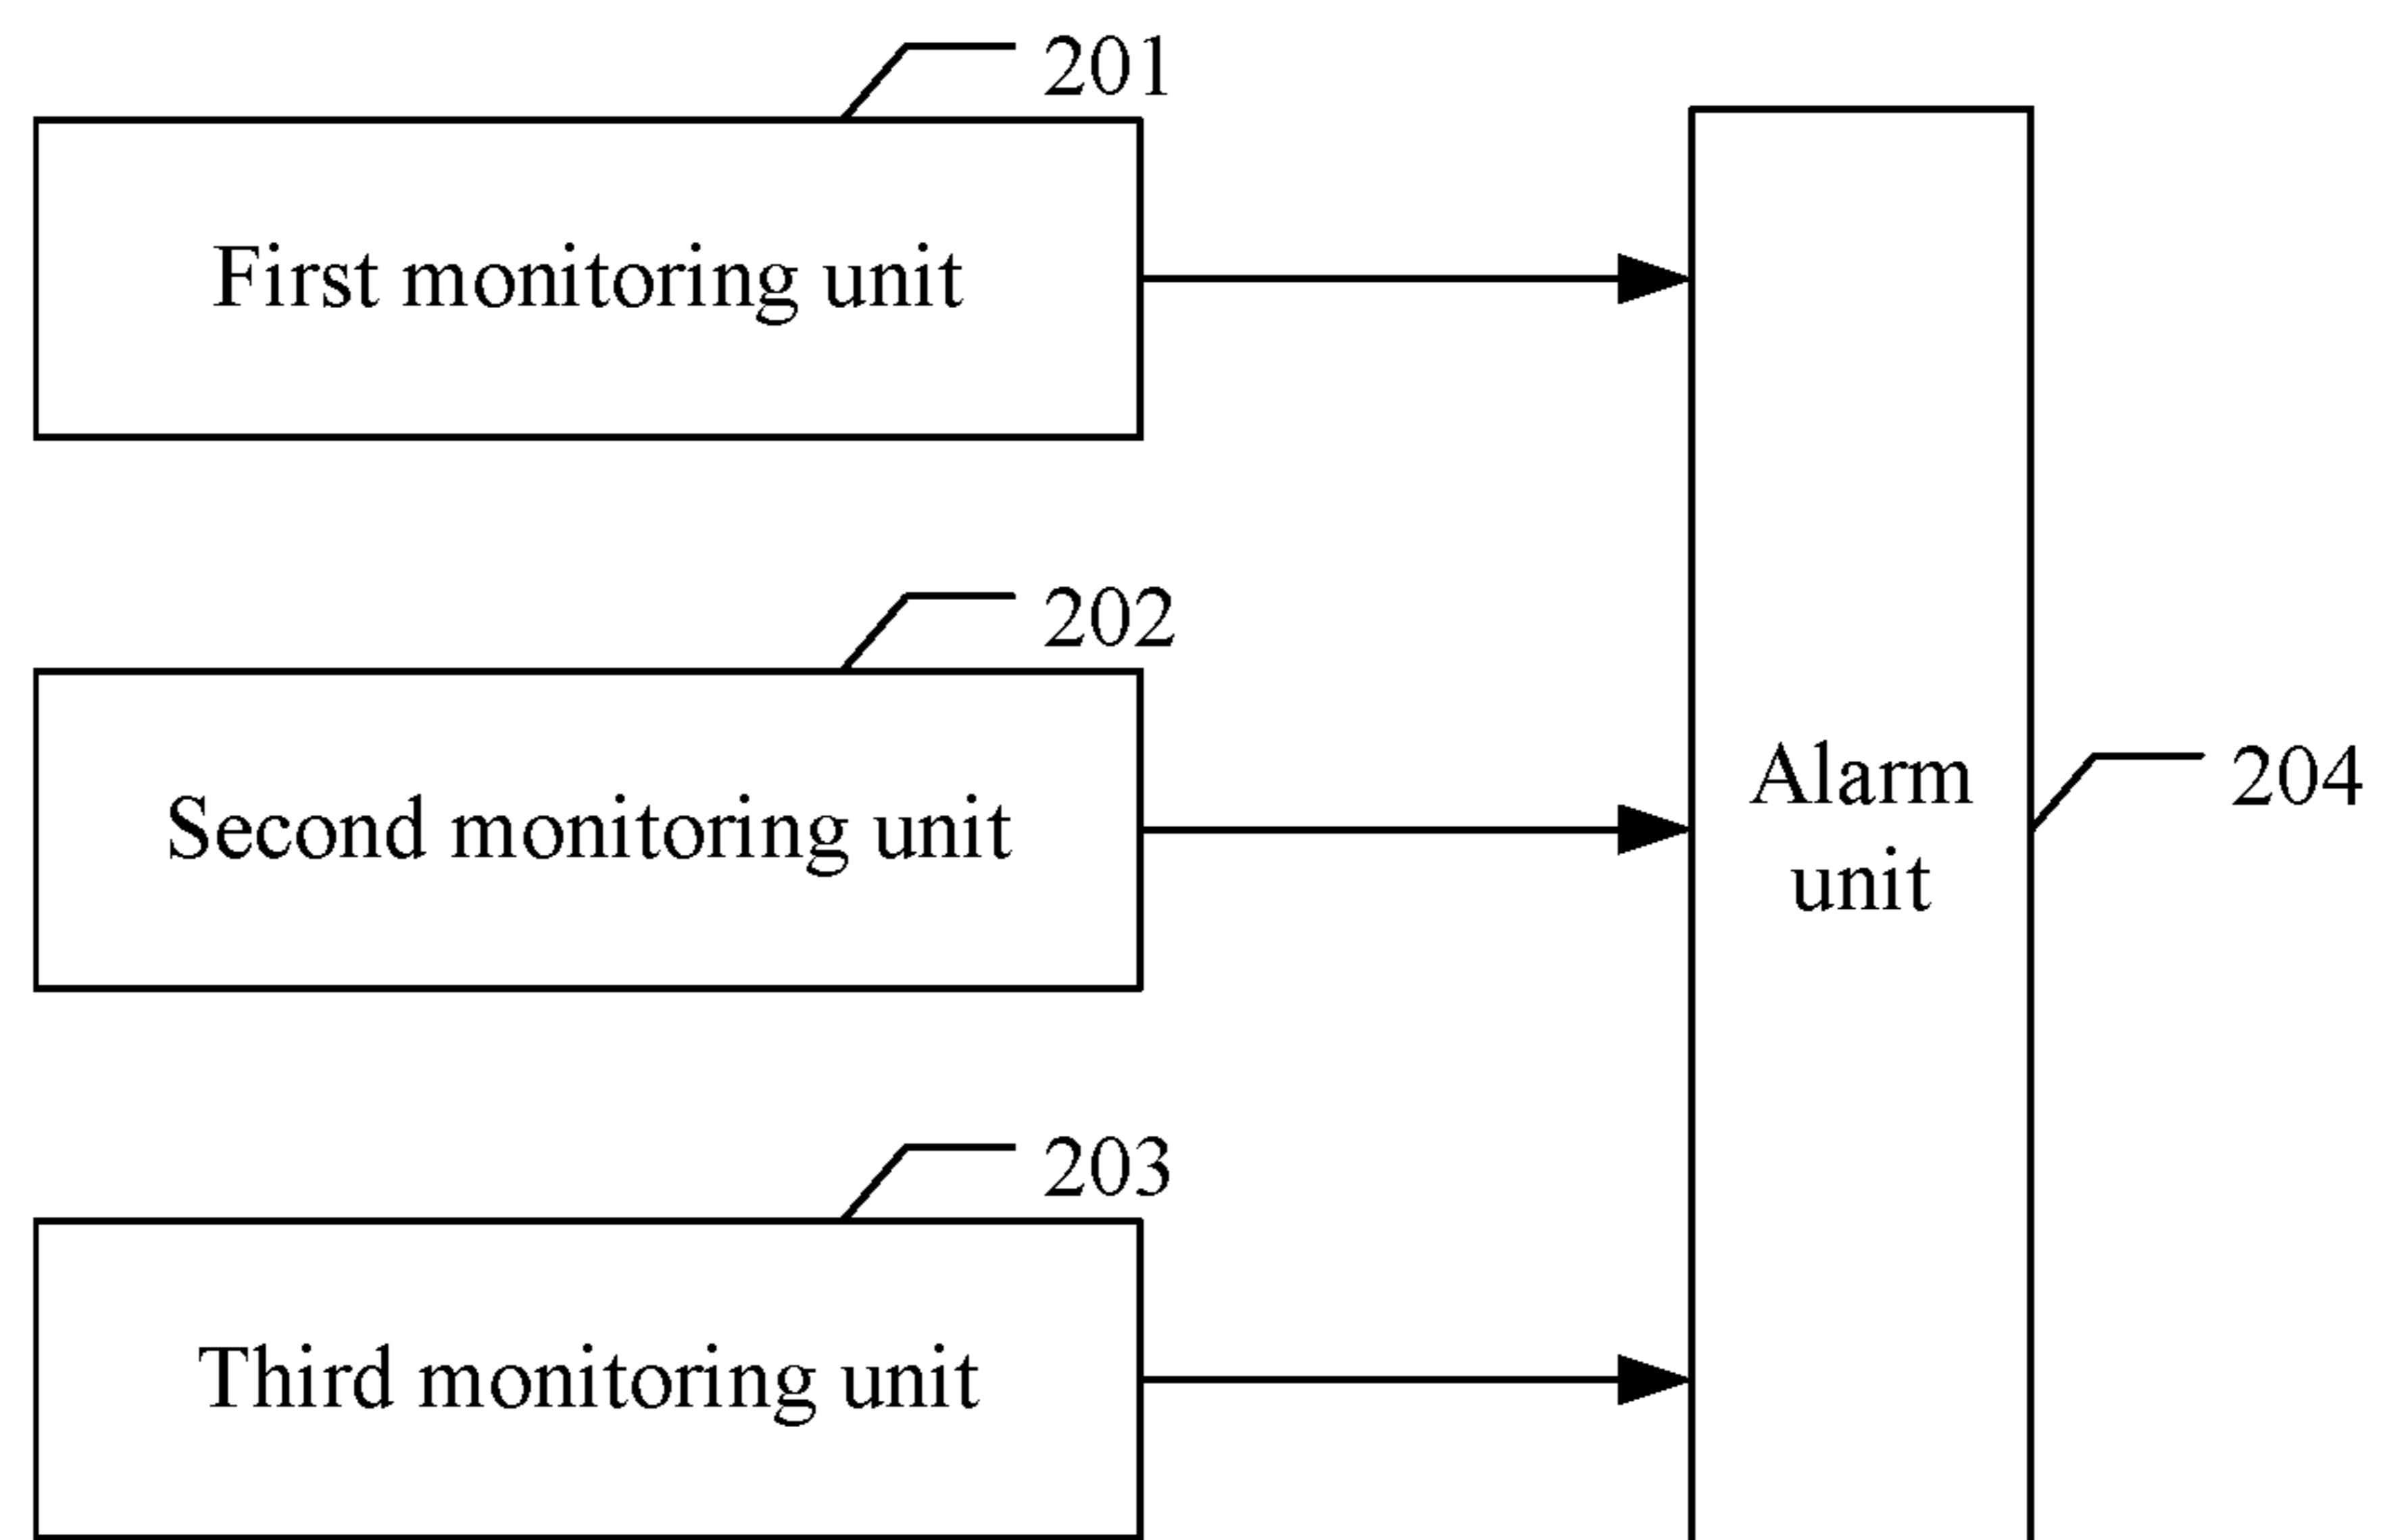 201
First monitoring unit
202
Second monitoring unit
Alarm
unit
204
203
Third monitoring unit